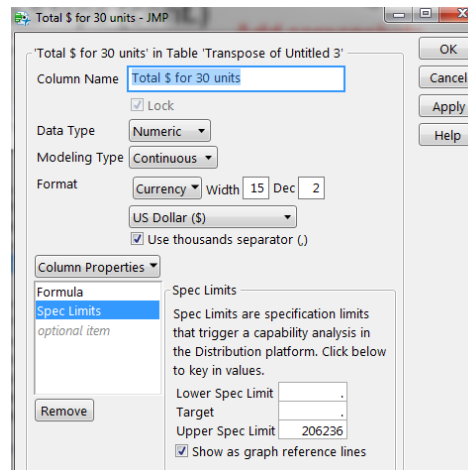 Total $ for 30 units - JMP
'Total $ for 30 units' in Table 'Transpose of Untitled 3'
OK
Column Name Total $ for 30 units
Cancel
Lock
Apply
Data Type Numeric
Help
Modeling Type Continuous
Format Currency Width 15 Dec 2
US Dollar ($)
Use thousands separator (,)
Column Properties
Formula
Spec Limits
optional item
Remove
Spec Limits
Spec Limits are specification limits
that trigger a capability analysis in
the Distribution platform. Click below
to key in values.
Lower Spec Limit .
Target .
Upper Spec Limit 206236
Show as graph reference lines